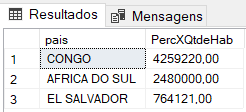 Resultados Mensagens
pais PercXQtdeHab
1 CONGO 4259220,00
2 AFRICA DO SUL 2480000,00
3 EL SALVADOR 764121,00